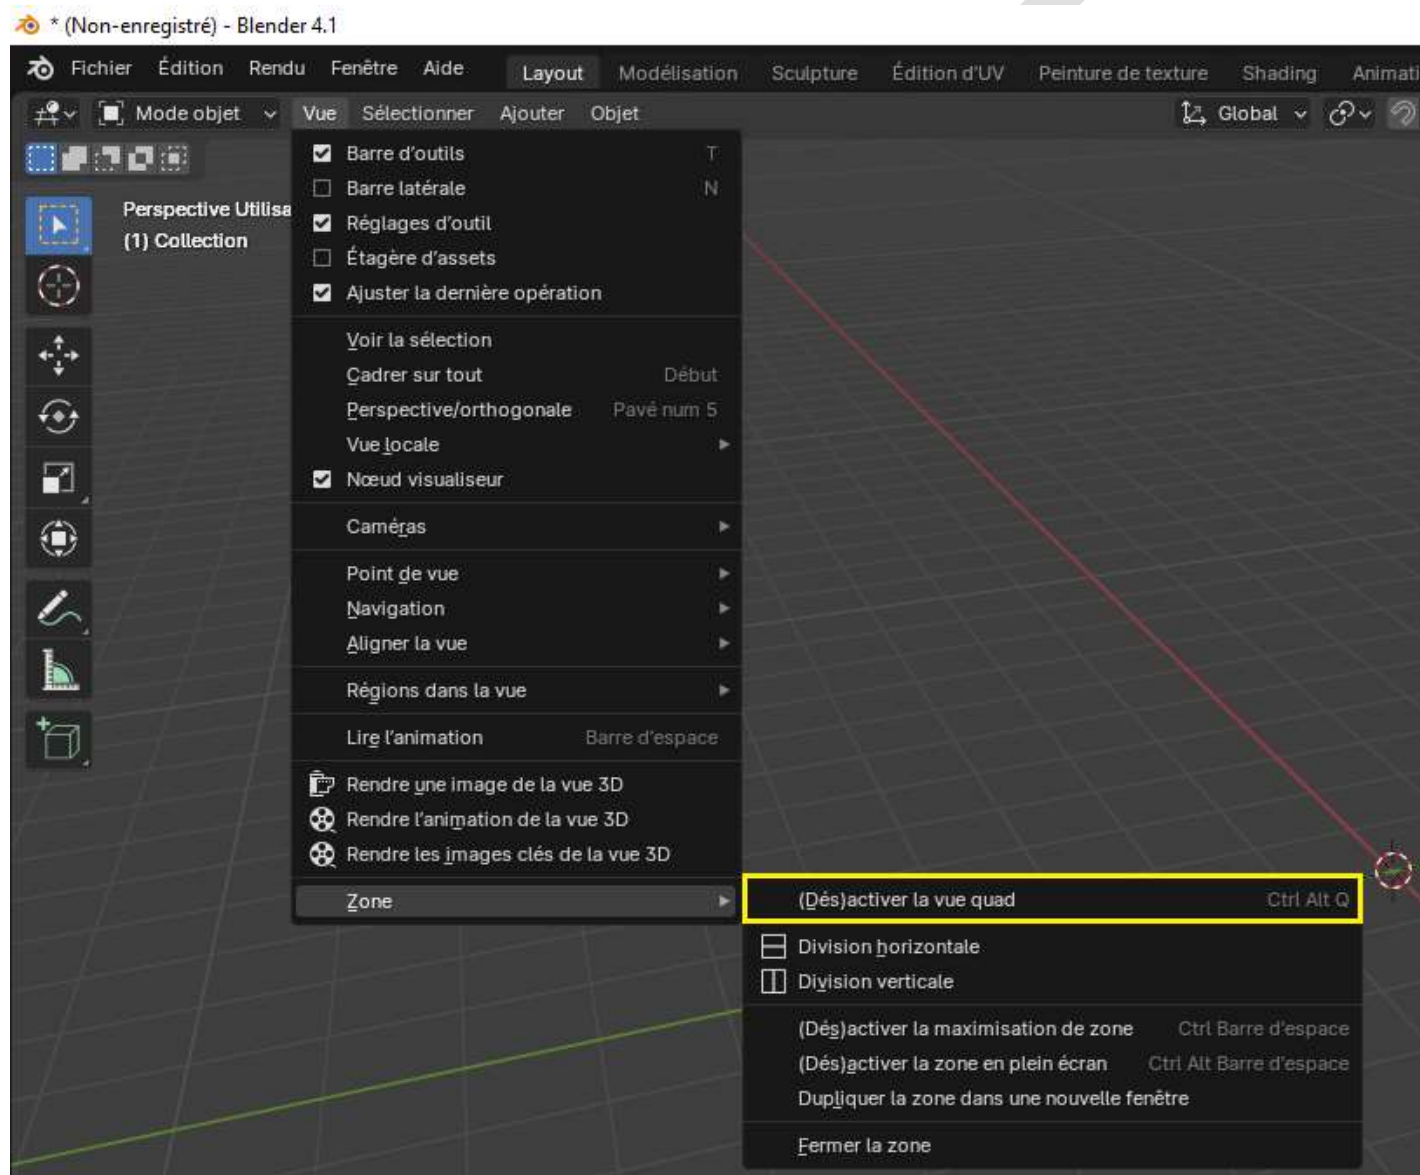 * (Non-enregistré) - Blender 4.1
Fichier Édition Rendu Fenêtre Aide Layout Modélisation Sculpture Édition d'UV Peinture de texture Shading Animati
Mode objet Vue Sélectionner Ajouter Objet Global
Barre d'outils T
Barre latérale N
Perspective Utilisa
Réglages d'outil
(1) Collection
Étagère d'assets
Ajuster la dernière opération
Voir la sélection
Cadrer sur tout Début
Perspective/orthogonale Pavé num 5
Vue locale
Nœud visualiseur
Caméras
Point de vue
Navigation
Aligner la vue
Régions dans la vue
Lire l'animation Barre d'espace
Rendre une image de la vue 3D
Rendre l'animation de la vue 3D
Rendre les images clés de la vue 3D
Zone
(Dés)activer la vue quad Ctrl Alt Q
Division horizontale
Division verticale
(Dés)activer la maximisation de zone Ctrl Barre d'espace
(Dés)activer la zone en plein écran Ctrl Alt Barre d'espace
Dupliquer la zone dans une nouvelle fenêtre
Fermer la zone